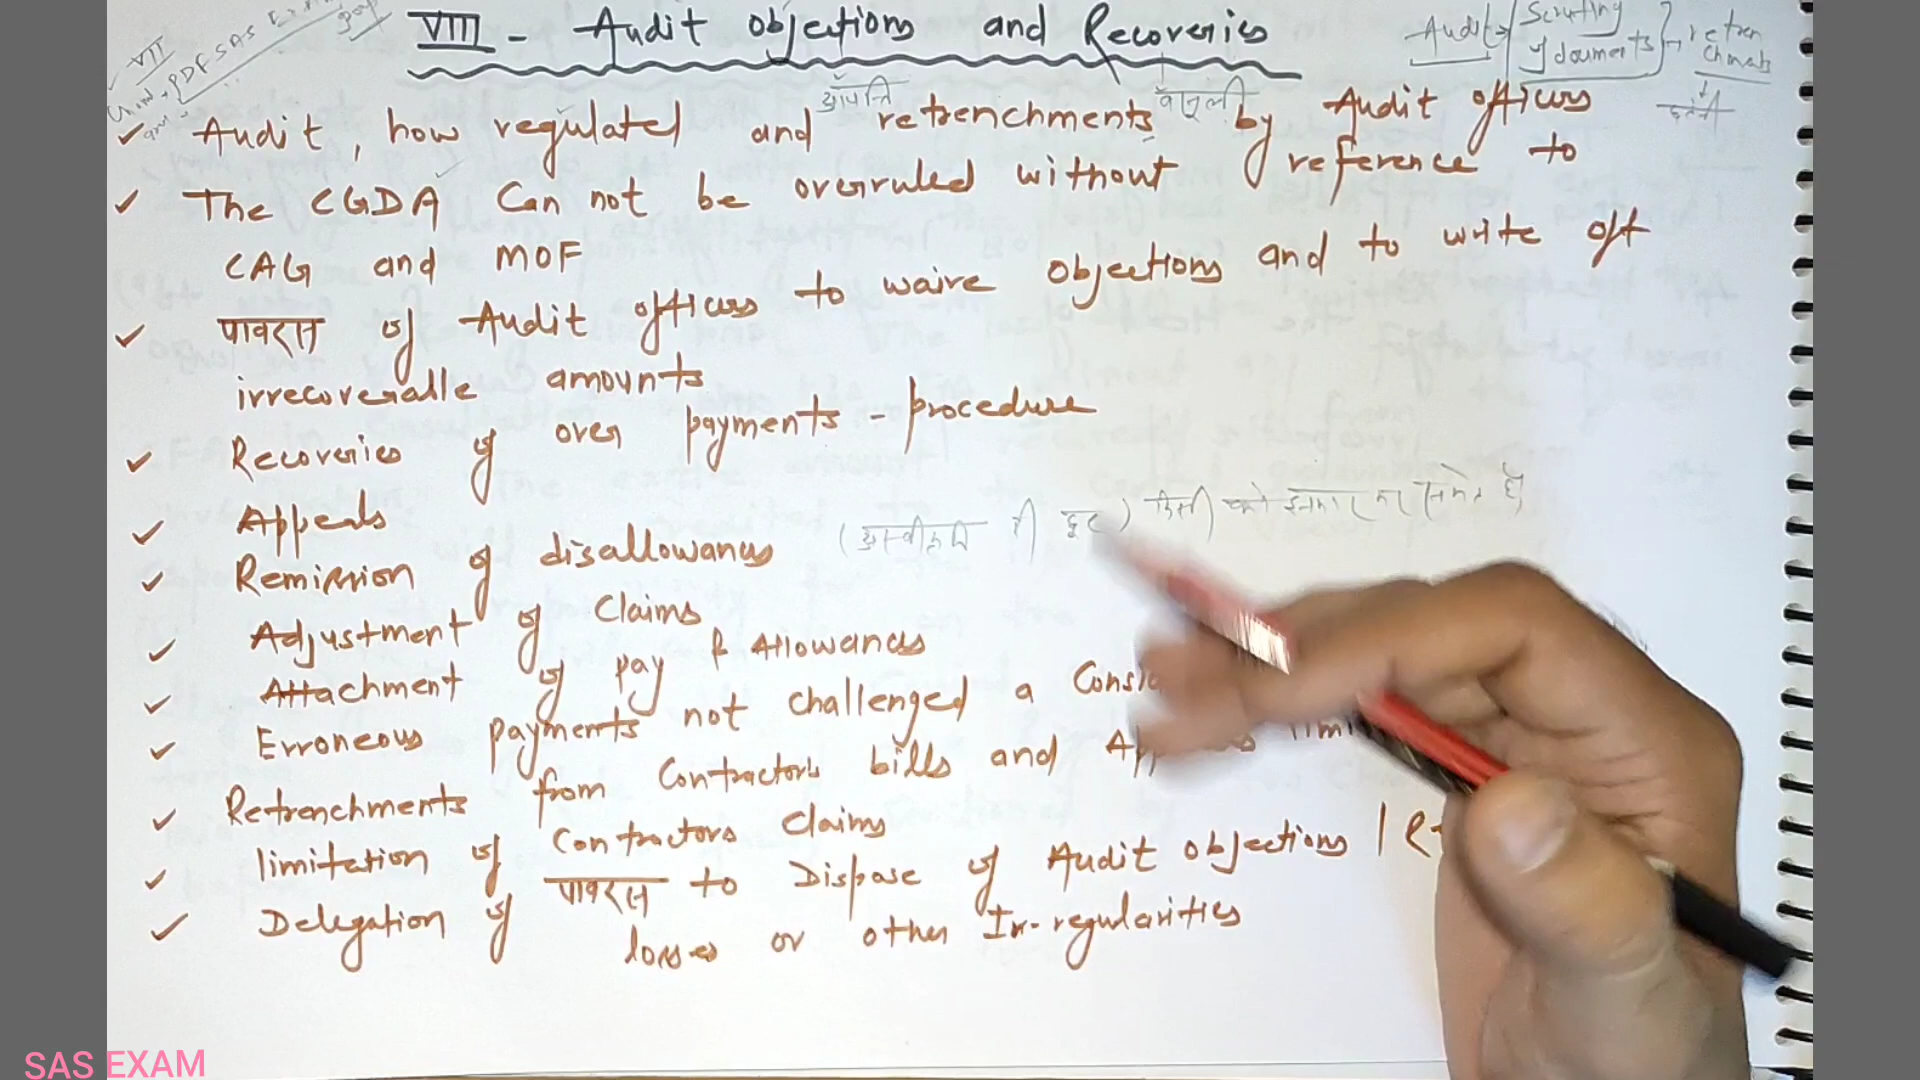 VIII - Audit objections and Recoveries
Audit
Scrutiny of documents
retrenchments
आपत्ति
वसूली
Audit, how regulated and retrenchments by Audit officers
The CGDA Can not be overruled without reference to
CAG and MOF
पावरस of Audit officers to waive objections and to write off
irrecoverable amounts
Recoveries of over payments - procedure
Appeals
Remission of disallowances
Adjustment of Claims
Attachment of pay & Allowances
Erroneous payments not challenged a
Retrenchments from Contractor's bills and
limitation of Contractors Claims
Delegation of पावरस to Dispose of Audit objections /
losses or other Ir-regularities
SAS EXAM